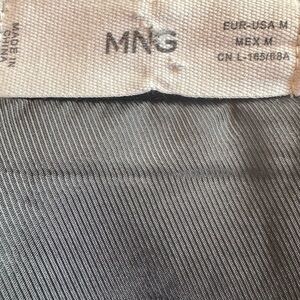 MADE IN
CHINA
MNG
EUR-USA M
MEX M
CN L-165/68A